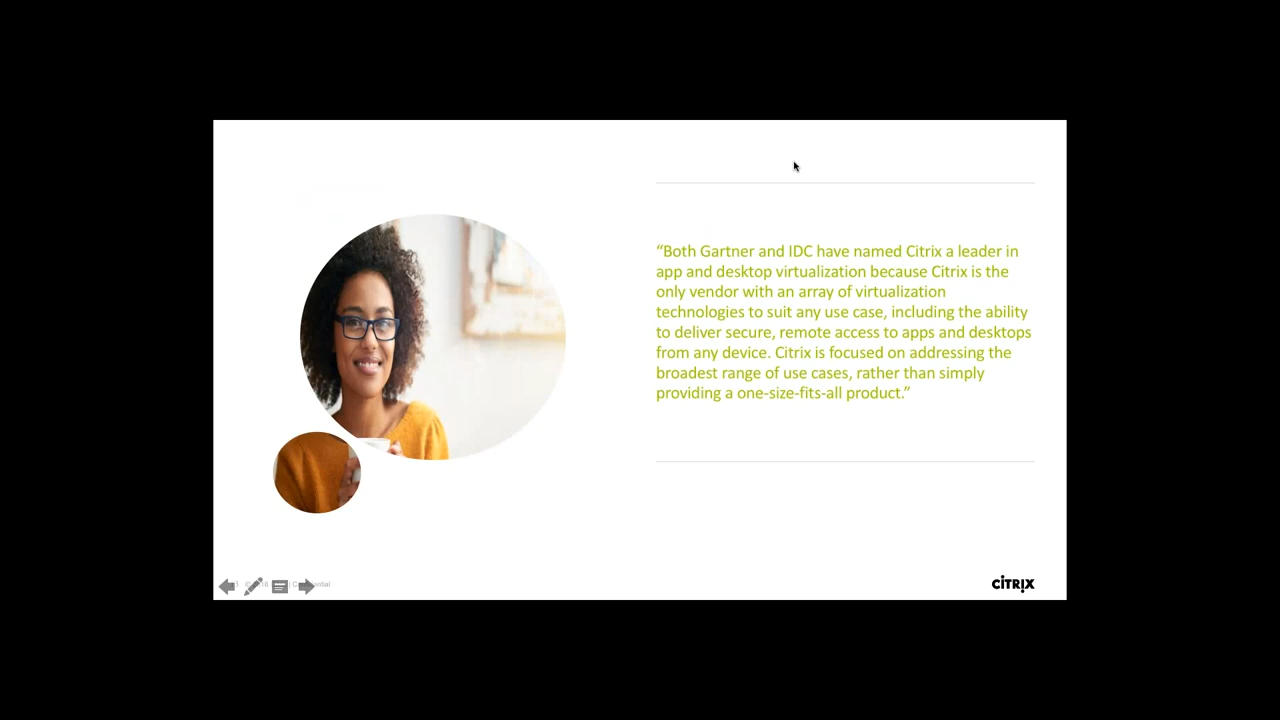 “Both Gartner and IDC have named Citrix a leader in
app and desktop virtualization because Citrix is the
only vendor with an array of virtualization
technologies to suit any use case, including the ability
to deliver secure, remote access to apps and desktops
from any device. Citrix is focused on addressing the
broadest range of use cases, rather than simply
providing a one-size-fits-all product.”
CITRIX